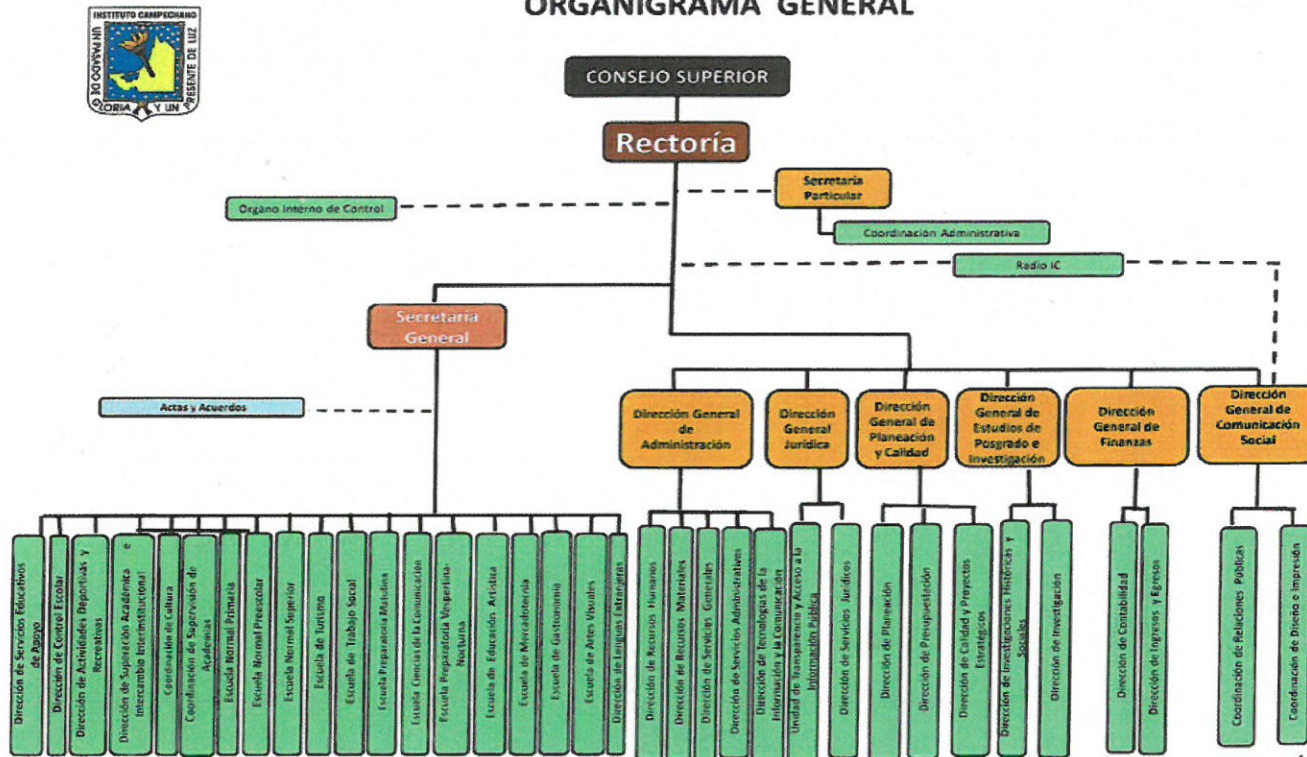 ORGANIGRAMA GENERAL
INSTITUTO CAMPECHANO
UN PASADO DE GLORIA Y UN PRESENTE DE LUZ
CONSEJO SUPERIOR
Rectoría
Secretaría
Particular
Organo Interno de Control
Coordinación Administrativa
Radio IC
Secretaría
General
Actas y Acuerdos
Dirección General
de
Administración
Dirección
General
Jurídica
Dirección
General de
Planeación
y Calidad
Dirección
General de
Estudios de
Posgrado e
Investigación
Dirección
General de
Finanzas
Dirección
General de
Comunicación
Social
Dirección de Servicios Educativos
de Apoyo
Dirección de Control Escolar
Dirección de Actividades Deportivas y
Recreativas
Dirección de Superación Académica e
Intercambio Interinstitucional
Coordinación de Cultura
Coordinación de Supervisión de
Academias
Escuela Normal Primaria
Escuela Normal Preescolar
Escuela Normal Superior
Escuela de Turismo
Escuela de Trabajo Social
Escuela Preparatoria Matutina
Escuela Ciencias de la Comunicación
Escuela Preparatoria Vespertina-
Nocturna
Escuela de Educación Artística
Escuela de Mercadotecnia
Escuela de Gastronomía
Escuela de Artes Visuales
Dirección de Lenguas Extranjeras
Dirección de Recursos Humanos
Dirección de Recursos Materiales
Dirección de Servicios Generales
Dirección de Servicios Administrativos
Dirección de Tecnologías de la
Información y la Comunicación
Unidad de Transparencia y Acceso a la
Información Pública
Dirección de Servicios Jurídicos
Dirección de Planeación
Dirección de Presupuestación
Dirección de Calidad y Proyectos
Estratégicos
Dirección de Investigaciones Históricas y
Sociales
Dirección de Investigación
Dirección de Contabilidad
Dirección de Ingresos y Egresos
Coordinación de Relaciones Públicas
Coordinación de Diseño e Impresión